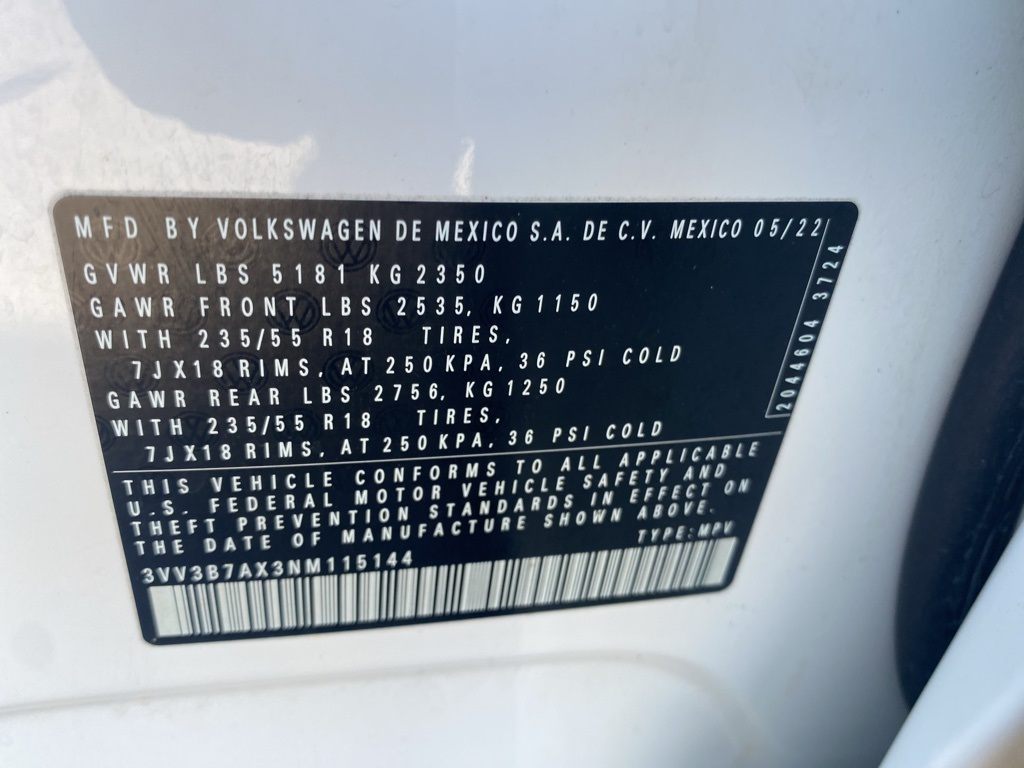 MFD BY VOLKSWAGEN DE MEXICO S.A. DE C.V. MEXICO 05/22
GVWR LBS 5181 KG 2350
GAWR FRONT LBS 2535, KG 1150
WITH 235/55 R18 TIRES,
7JX18 RIMS, AT 250 KPA, 36 PSI COLD
GAWR REAR LBS 2756, KG 1250
WITH 235/55 R18 TIRES,
7JX18 RIMS, AT 250 KPA, 36 PSI COLD
2044604 3724
THIS VEHICLE CONFORMS TO ALL APPLICABLE
U.S. FEDERAL MOTOR VEHICLE SAFETY AND
THEFT PREVENTION STANDARDS IN EFFECT ON
THE DATE OF MANUFACTURE SHOWN ABOVE.
TYPE: MPV
3VV3B7AX3NM115144